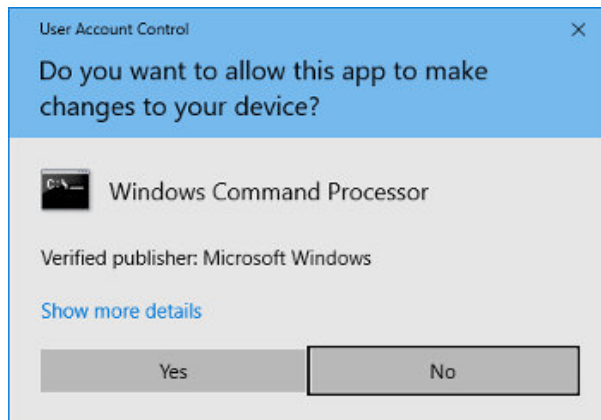 User Account Control
Do you want to allow this app to make
changes to your device?
C:\_
Windows Command Processor
Verified publisher: Microsoft Windows
Show more details
Yes
No